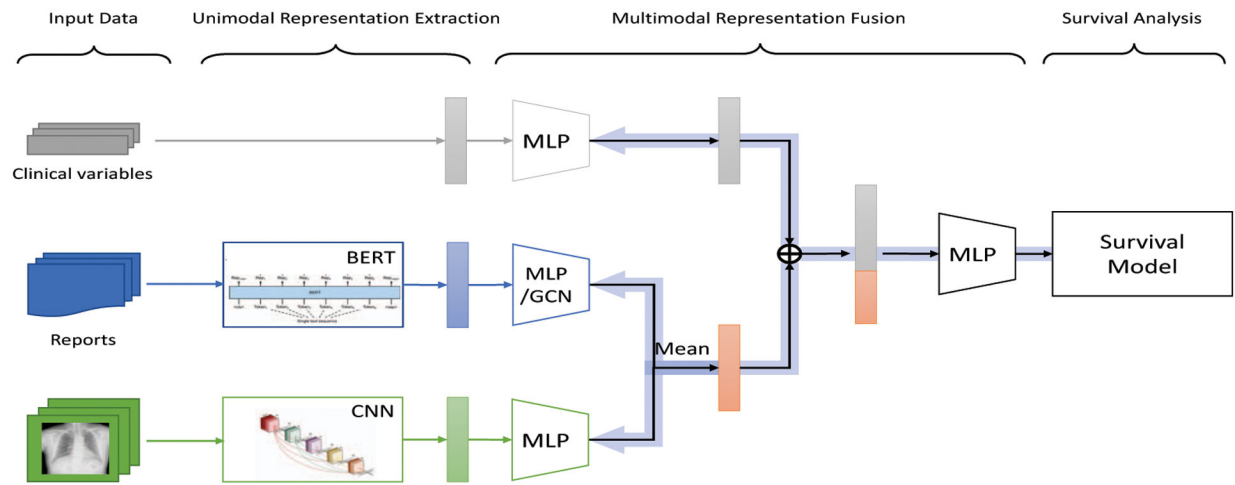 Input Data
Unimodal Representation Extraction
Multimodal Representation Fusion
Survival Analysis
MLP
Clinical variables
BERT
BERT
MLP
/GCN
MLP
Survival
Model
Reports
Mean
CNN
MLP